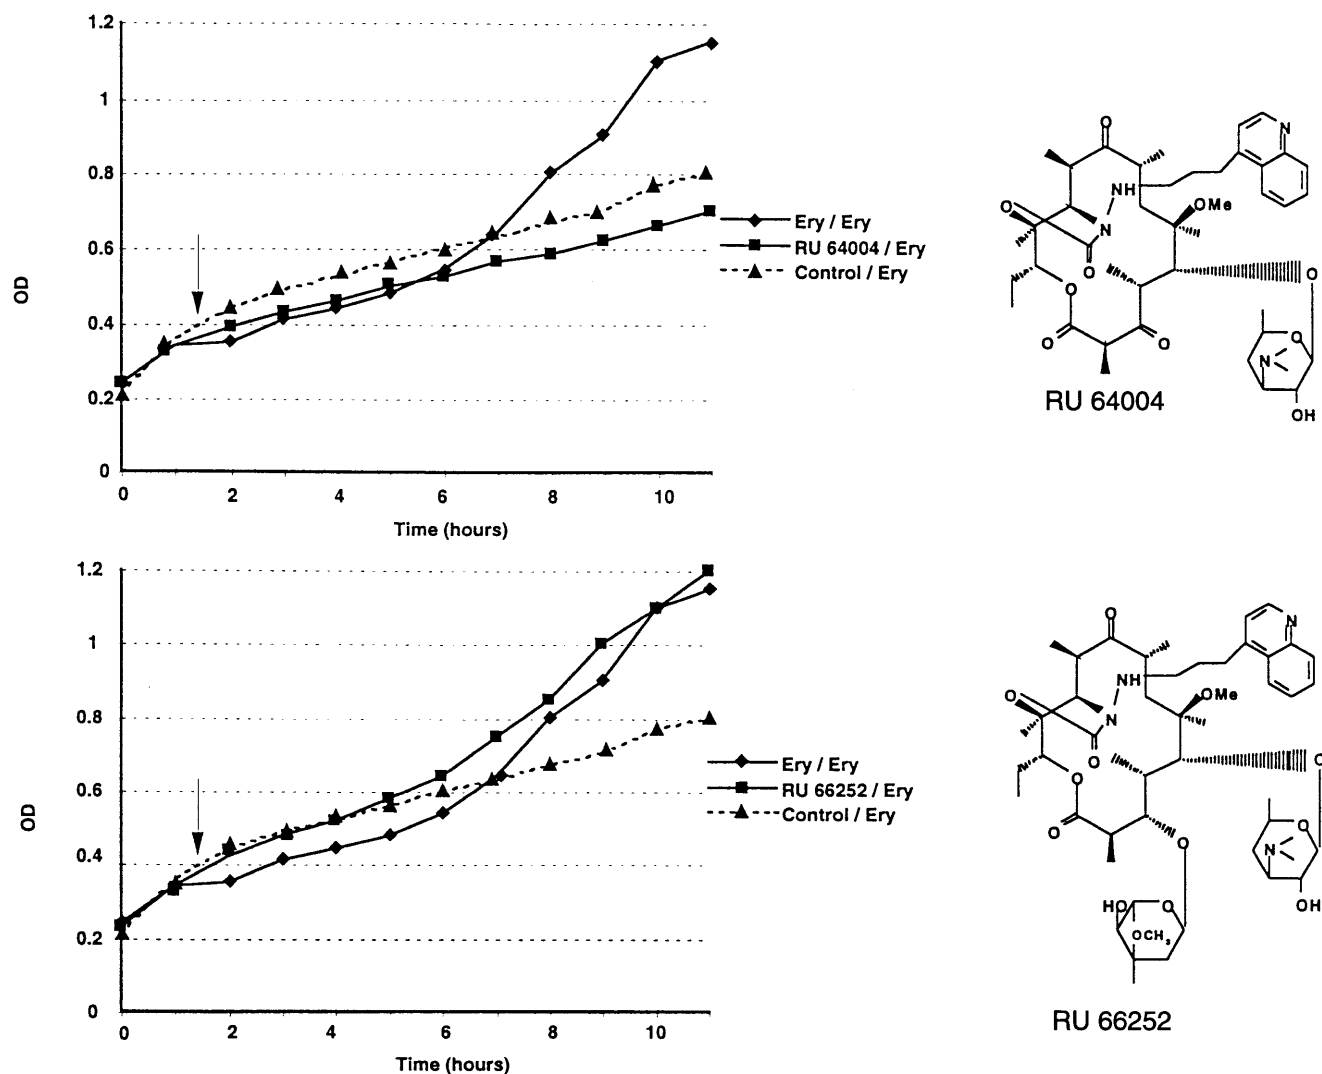 1.2
1
0.8
0.6
0.4
0.2
0
OD
0 2 4 6 8 10
Time (hours)
Ery / Ery
RU 64004 / Ery
Control / Ery
O
N
NH
O
OMe
N
O
O
O
O
O
O
N
OH
RU 64004
1.2
1
0.8
0.6
0.4
0.2
0
OD
0 2 4 6 8 10
Time (hours)
Ery / Ery
RU 66252 / Ery
Control / Ery
O
N
NH
O
OMe
N
O
O
O
O
O
O
N
HO
O
OH
OCH3
RU 66252